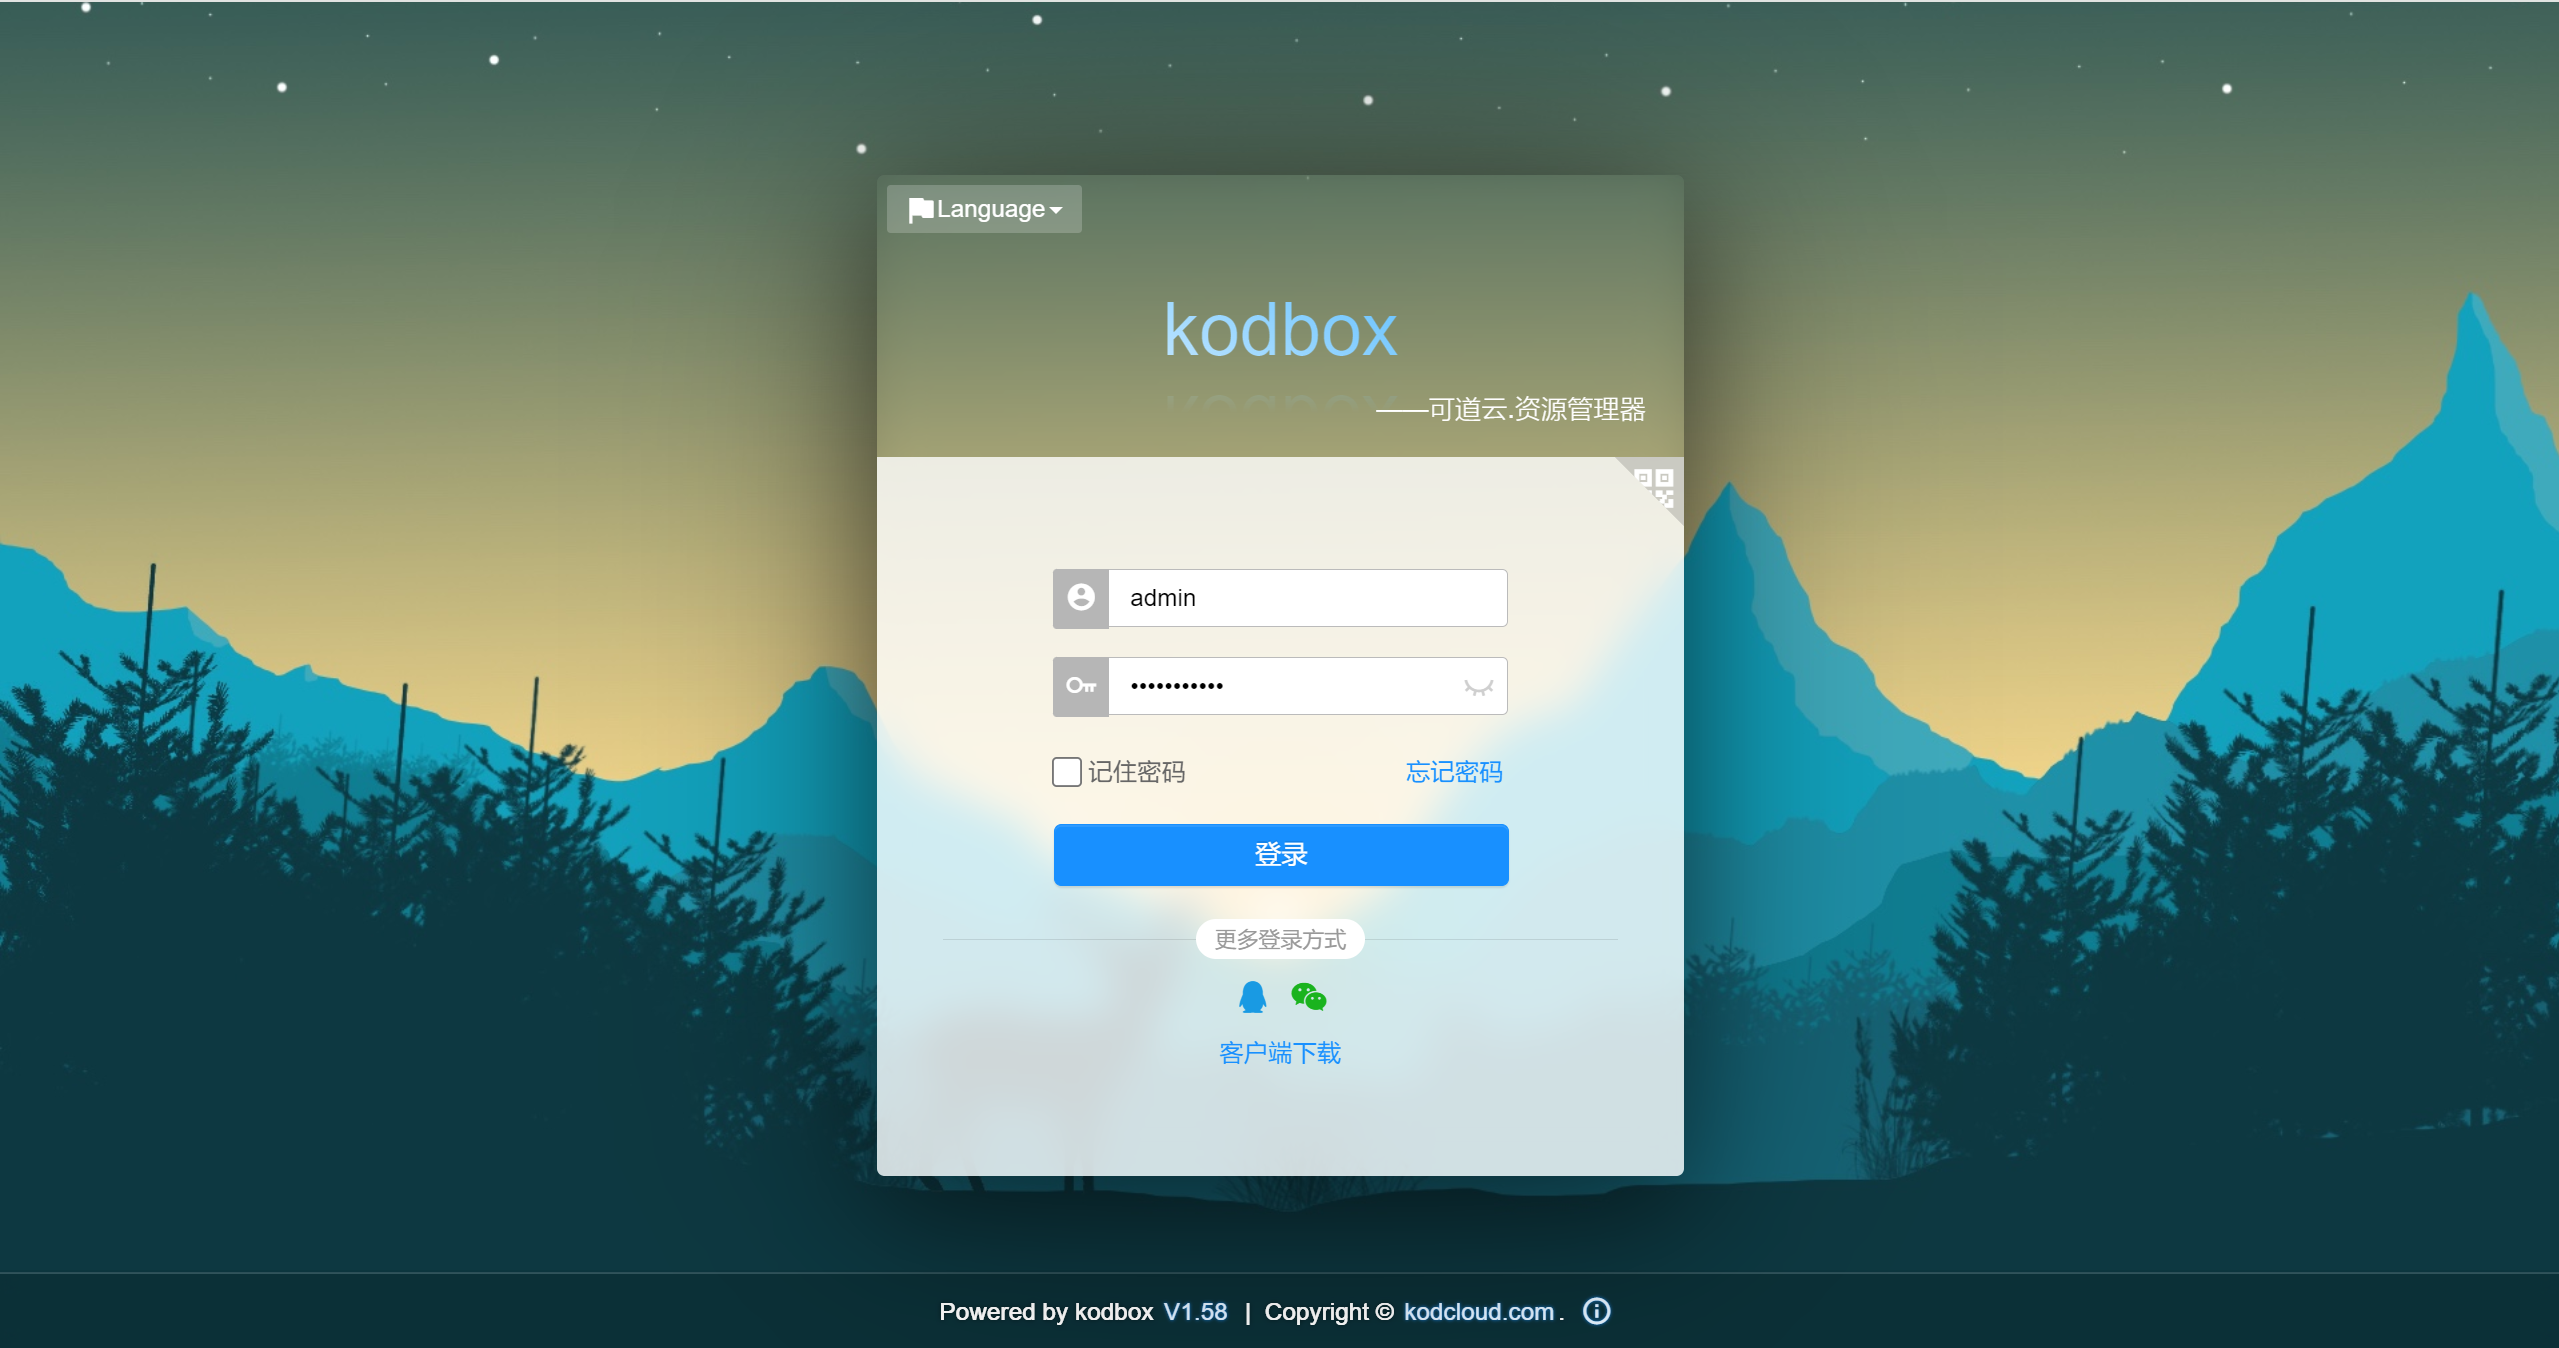 Language
kodbox
——可道云.资源管理器
admin
•••••••••••
记住密码
忘记密码
登录
更多登录方式
客户端下载
Powered by kodbox V1.58 | Copyright © kodcloud.com.